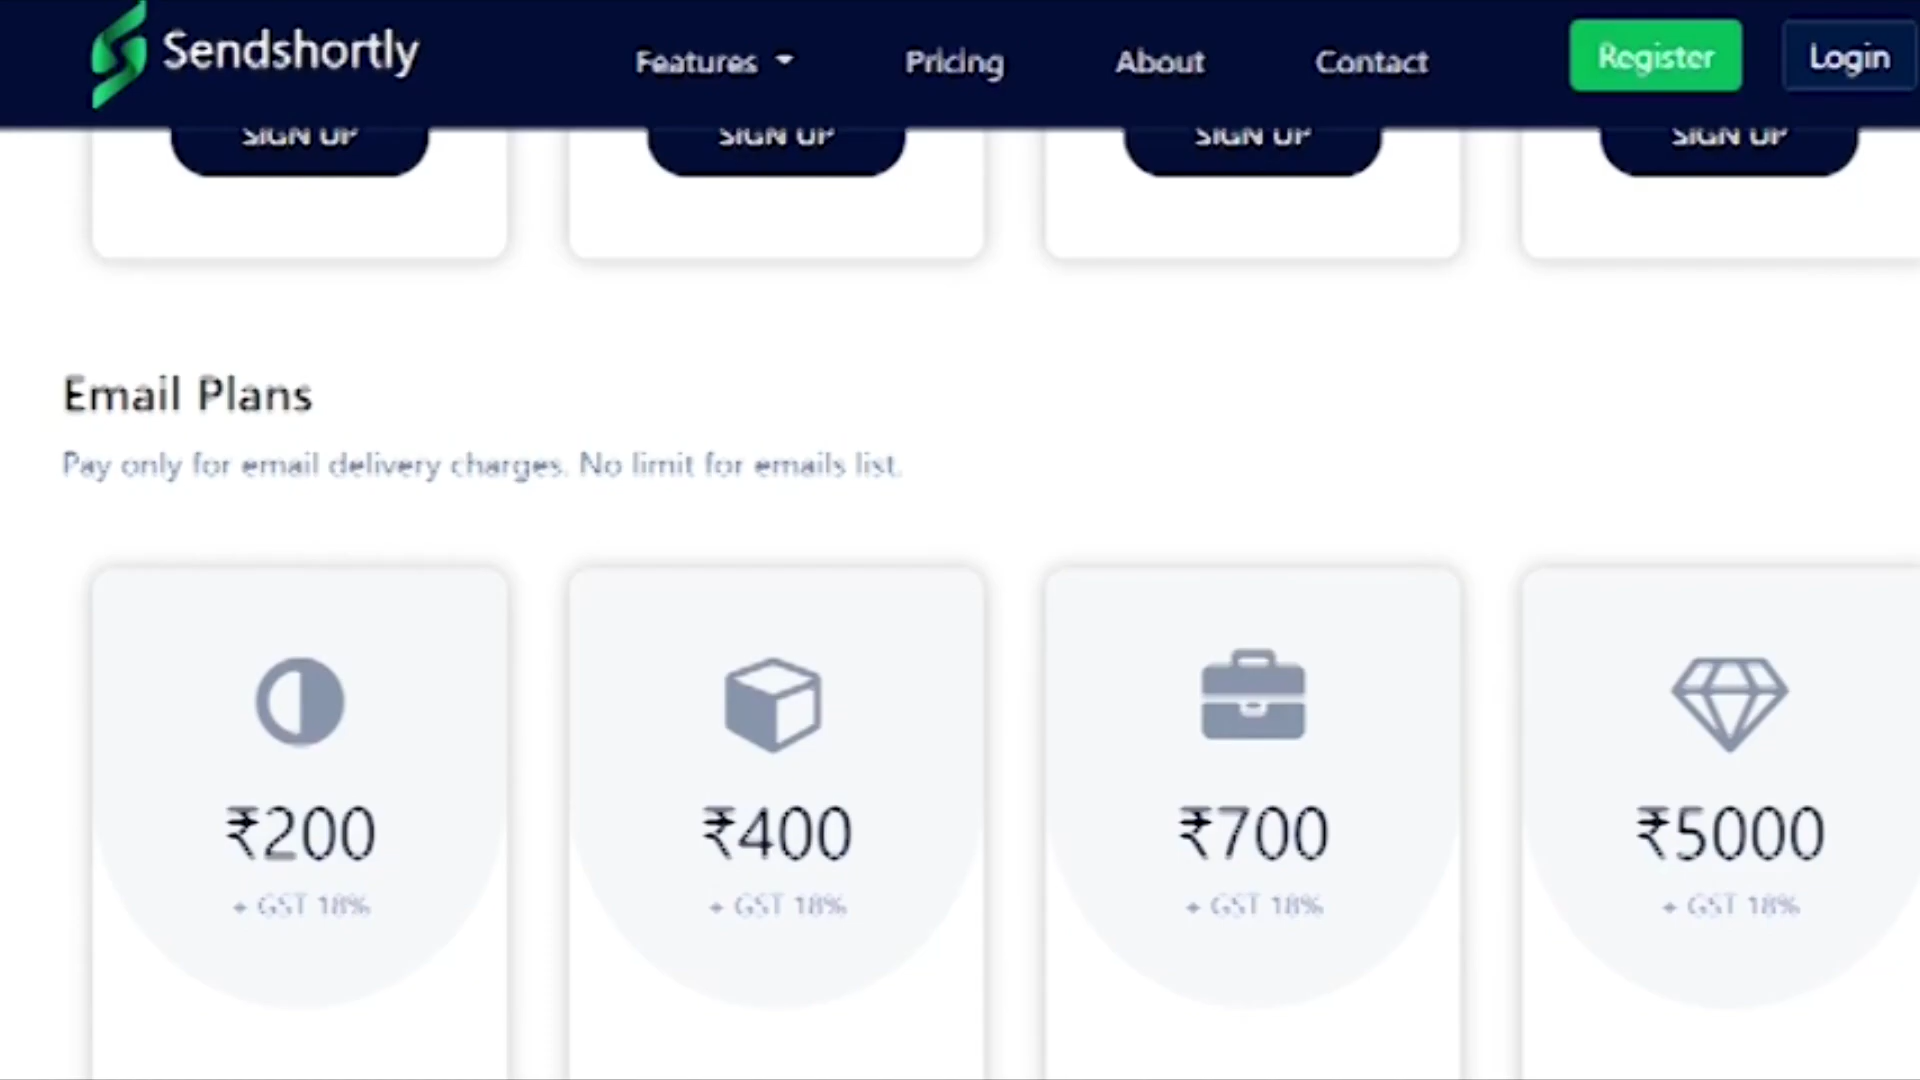 Sendshortly
Features
Pricing
About
Contact
Register
Login
SIGN UP
SIGN UP
SIGN UP
SIGN UP
Email Plans
Pay only for email delivery charges. No limit for emails list.
₹200
+ GST 18%
₹400
+ GST 18%
₹700
+ GST 18%
₹5000
+ GST 18%